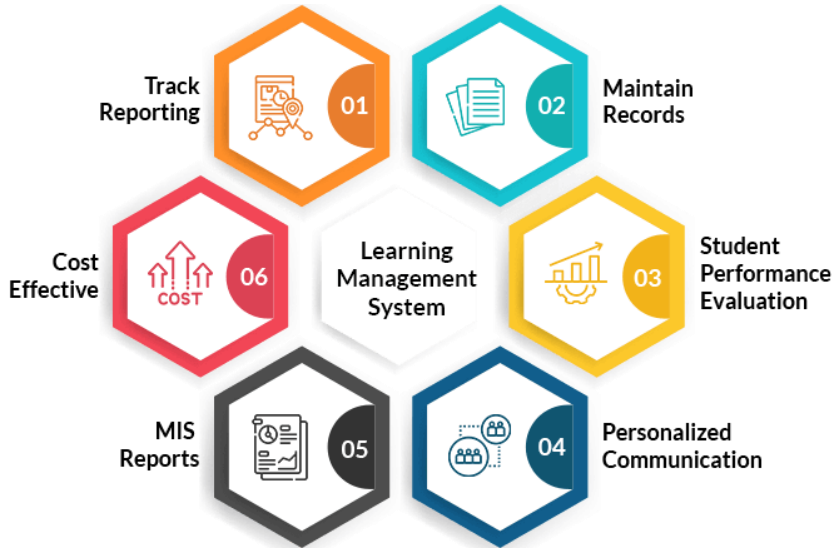 Track
Reporting
01
02
Maintain
Records
Cost
Effective
COST
06
Learning
Management
System
03
Student
Performance
Evaluation
MIS
Reports
05
04
Personalized
Communication